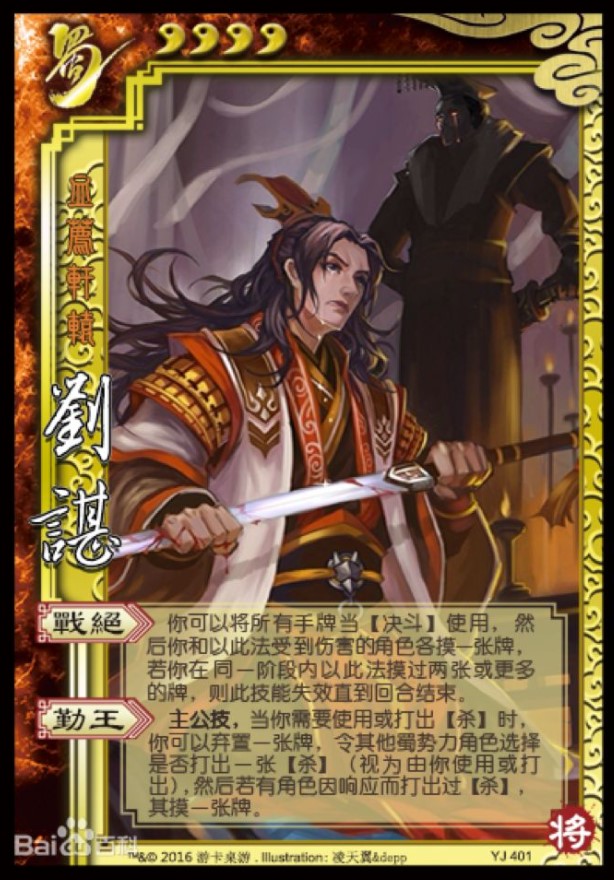 蜀
血薦軒轅
劉諶
戰絕
你可以将所有手牌当【决斗】使用，然
后你和以此法受到伤害的角色各摸一张牌，
若你在同一阶段内以此法摸过两张或更多
的牌，则此技能失效直到回合结束。
勤王
主公技，当你需要使用或打出【杀】时，
你可以弃置一张牌，令其他蜀势力角色选择
是否打出一张【杀】（视为由你使用或打
出），然后若有角色因响应而打出过【杀】，
其摸一张牌。
将
Bai百科
™&© 2016 游卡桌游 . Illustration: 凌天翼&depp
YJ 401